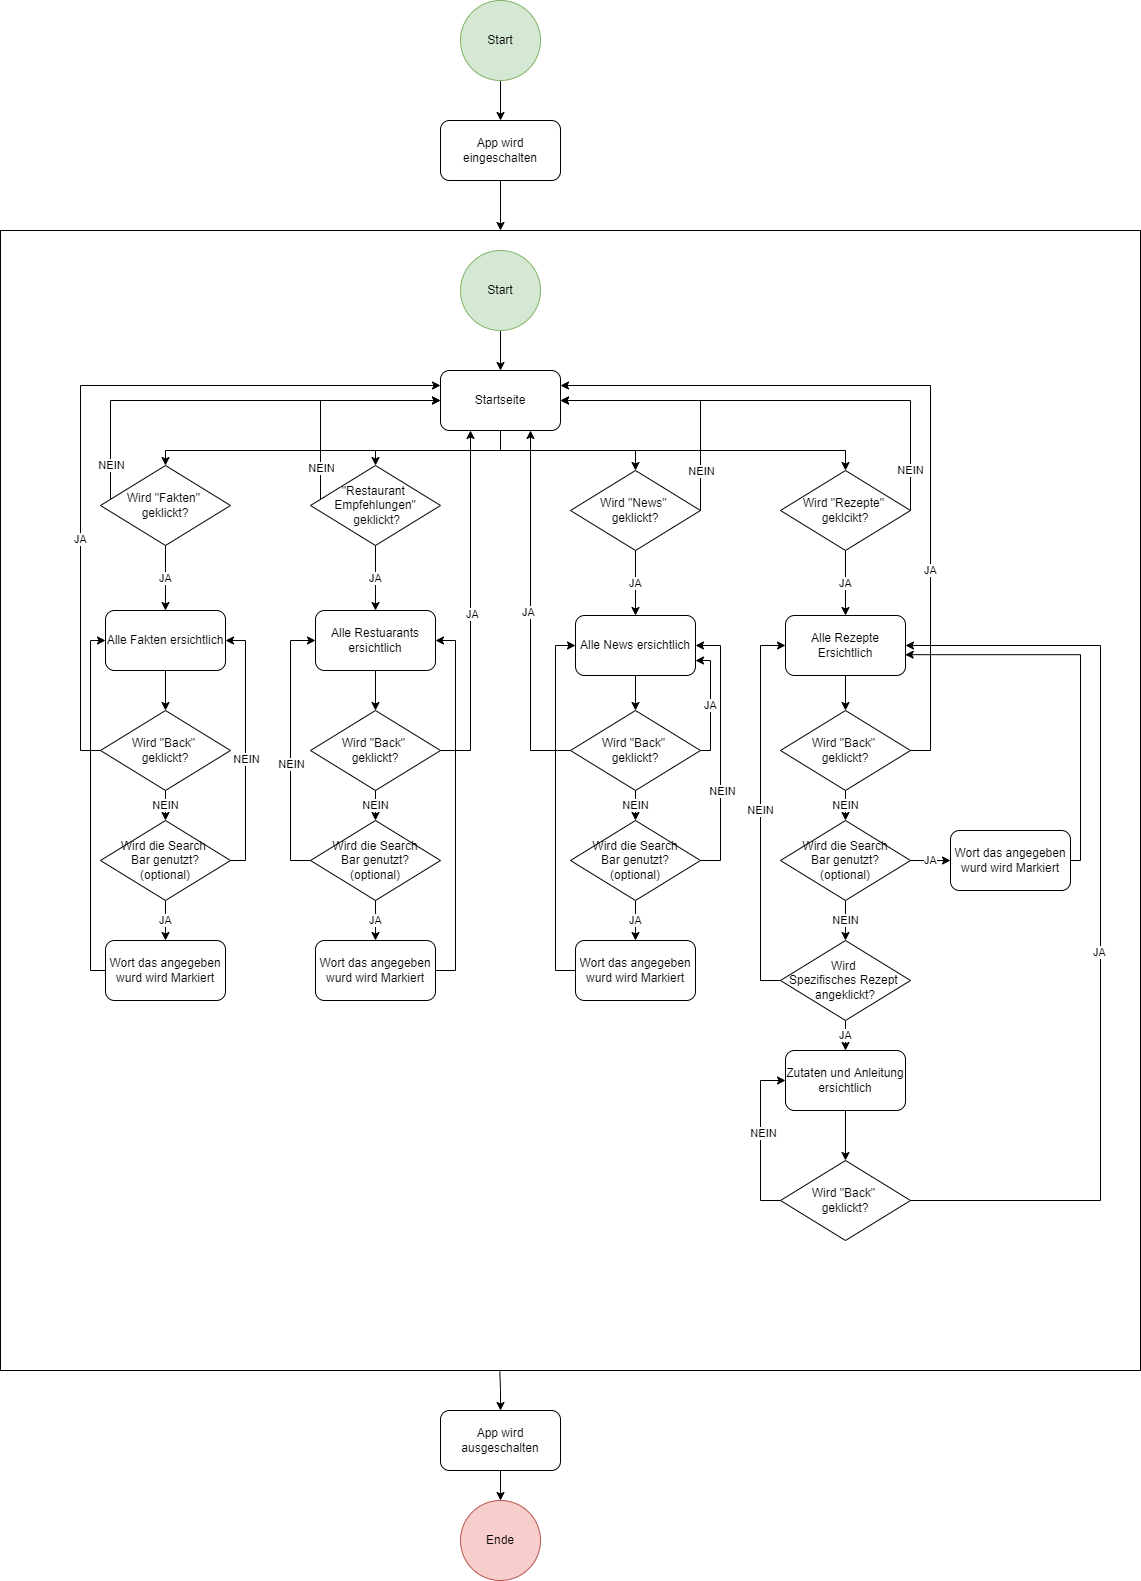 Start
App wird
eingeschalten
Start
Startseite
NEIN
NEIN
NEIN
NEIN
Wird "Fakten"
geklickt?
"Restaurant
Empfehlungen"
geklickt?
Wird "News"
geklickt?
Wird "Rezepte"
geklcikt?
JA
JA
JA
JA
JA
JA
JA
JA
Alle Fakten ersichtlich
Alle Restuarants
ersichtlich
Alle News ersichtlich
Alle Rezepte
Ersichtlich
JA
Wird "Back"
geklickt?
Wird "Back"
geklickt?
Wird "Back"
geklickt?
Wird "Back"
geklickt?
NEIN
NEIN
NEIN
NEIN
NEIN
NEIN
NEIN
NEIN
Wird die Search
Bar genutzt?
(optional)
Wird die Search
Bar genutzt?
(optional)
Wird die Search
Bar genutzt?
(optional)
Wird die Search
Bar genutzt?
(optional)
JA
Wort das angegeben
wurd wird Markiert
JA
JA
JA
NEIN
JA
Wort das angegeben
wurd wird Markiert
Wort das angegeben
wurd wird Markiert
Wort das angegeben
wurd wird Markiert
Wird
Spezifisches Rezept
angeklickt?
JA
Zutaten und Anleitung
ersichtlich
NEIN
Wird "Back"
geklickt?
App wird
ausgeschalten
Ende